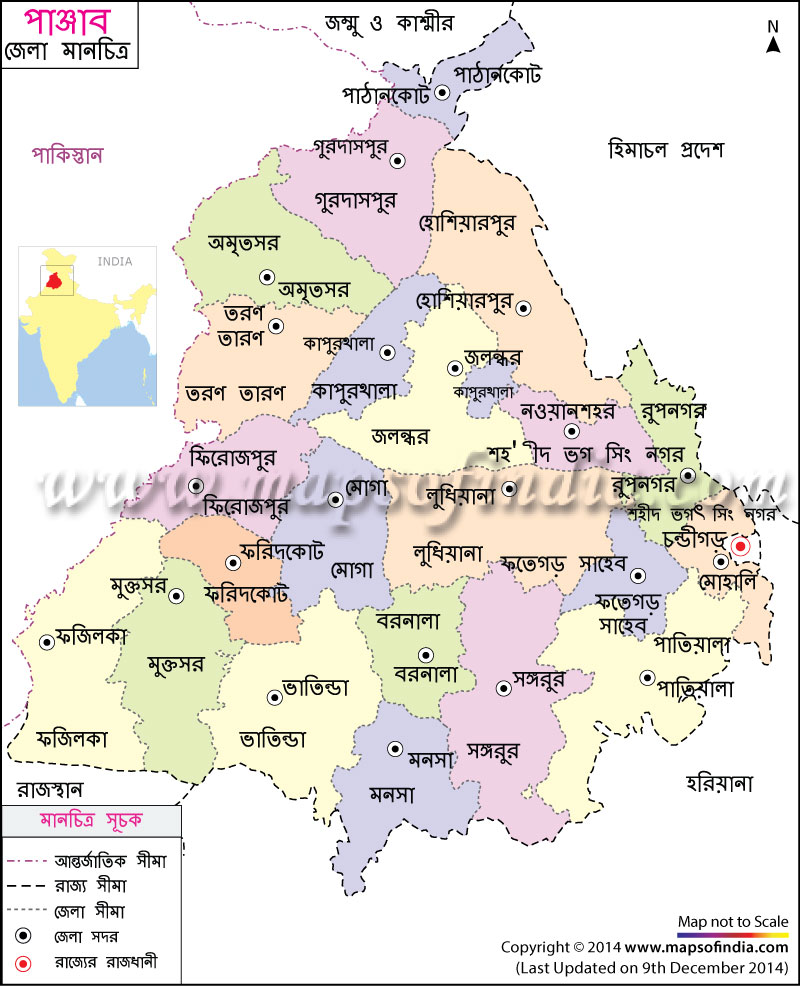 পাঞ্জাব
জেলা মানচিত্র
জম্মু ও কাশ্মীর
N
পাঠানকোট
পাঠানকোট
পাকিস্তান
হিমাচল প্রদেশ
গুরদাসপুর
গুরদাসপুর
হোশিয়ারপুর
অমৃতসর
অমৃতসর
INDIA
হোশিয়ারপুর
তরণ
তারণ
তরণ তারণ
কাপুরথালা
কাপুরথালা
জলন্ধর
কাপুরথালা
জলন্ধর
নওয়ানশহর
রুপনগর
শহ'ীদ ভগ সিং নগর
ফিরোজপুর
ফিরোজপুর
মোগা
লুধিয়ানা
রুপনগর
www.mapsofindia.com
শহীদ ভগৎ সিং নগর
চন্ডীগড়
ফরিদকোট
ফরিদকোট
মোগা
লুধিয়ানা
ফতেগড় সাহেব
মোহালি
মুক্তসর
ফতেগড়
সাহেব
ফজিলকা
বরনালা
পাতিয়ালা
মুক্তসর
বরনালা
সঙ্গরুর
পাতিয়ালা
ভাতিন্ডা
ফজিলকা
ভাতিন্ডা
মনসা
সঙ্গরুর
মনসা
রাজস্থান
হরিয়ানা
মানচিত্র সূচক
আন্তর্জাতিক সীমা
রাজ্য সীমা
জেলা সীমা
জেলা সদর
রাজ্যের রাজধানী
Map not to Scale
Copyright © 2014 www.mapsofindia.com
(Last Updated on 9th December 2014)